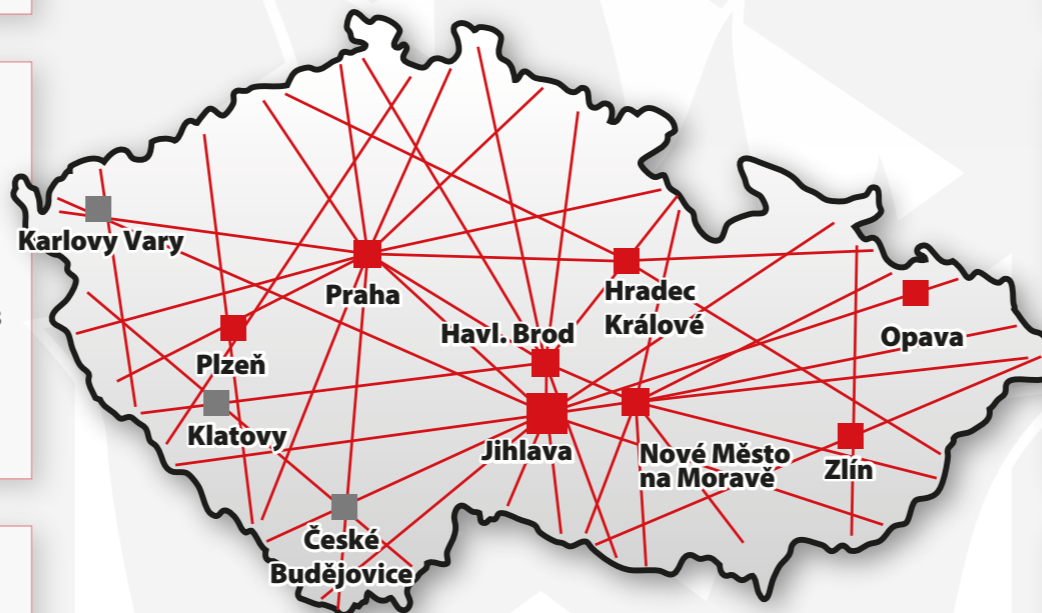 Karlovy Vary
Praha
Hradec
Králové
Opava
Havl. Brod
Plzeň
Klatovy
Jihlava
Nové Město
na Moravě
Zlín
České
Budějovice